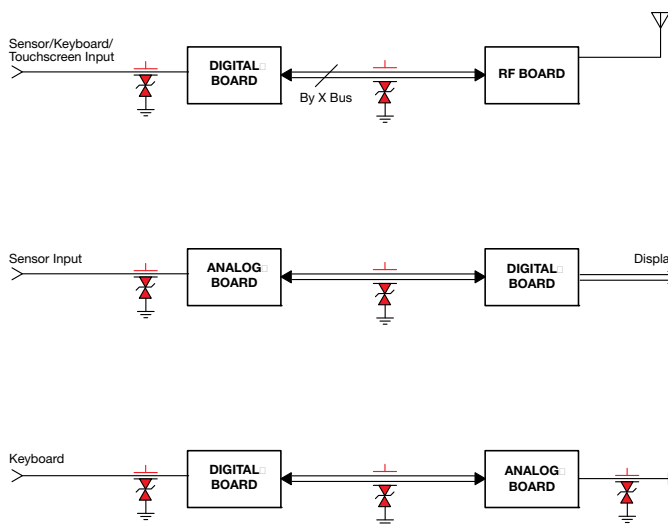 Sensor/Keyboard/
Touchscreen Input
DIGITAL
BOARD
By X Bus
RF BOARD
Sensor Input
ANALOG
BOARD
DIGITAL
BOARD
Displa
Keyboard
DIGITAL
BOARD
ANALOG
BOARD